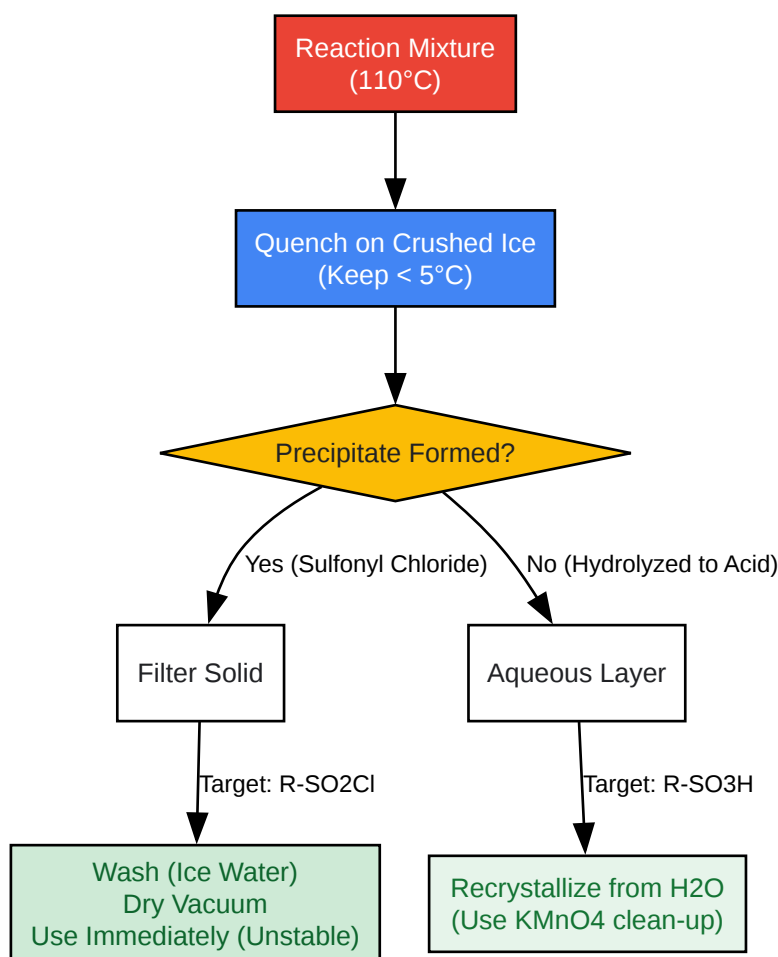 Reaction Mixture
(110°C)
Quench on Crushed Ice
(Keep < 5°C)
Precipitate Formed?
Yes (Sulfonyl Chloride)
No (Hydrolyzed to Acid)
Filter Solid
Aqueous Layer
Target: R-SO2Cl
Target: R-SO3H
Wash (Ice Water)
Dry Vacuum
Use Immediately (Unstable)
Recrystallize from H2O
(Use KMnO4 clean-up)